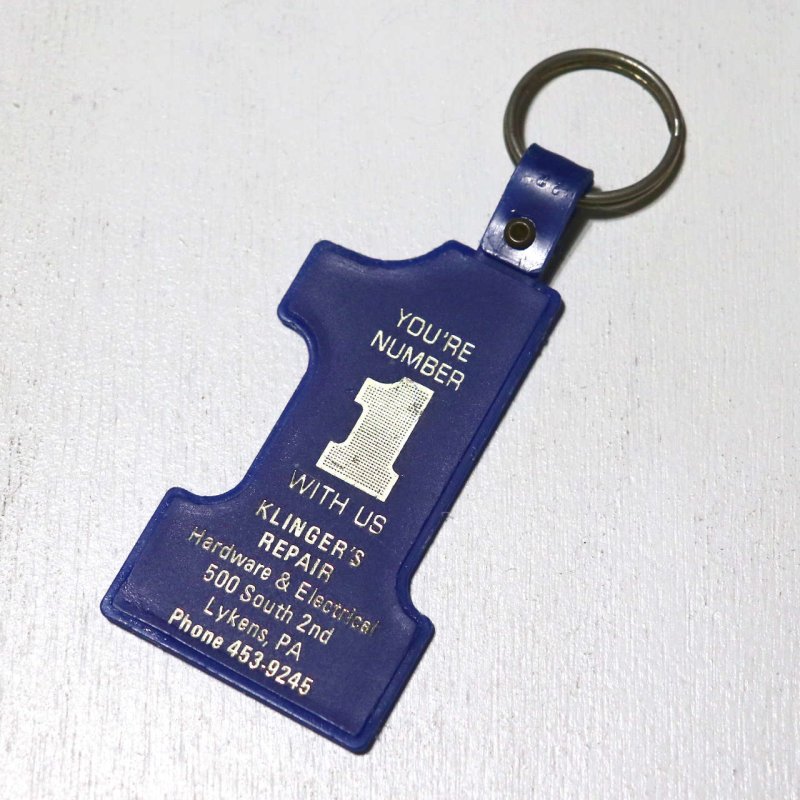 YOU'RE
NUMBER
1
WITH US
KLINGER'S
REPAIR
Hardware & Electrical
500 South 2nd
Lykens, PA
Phone 453-9245